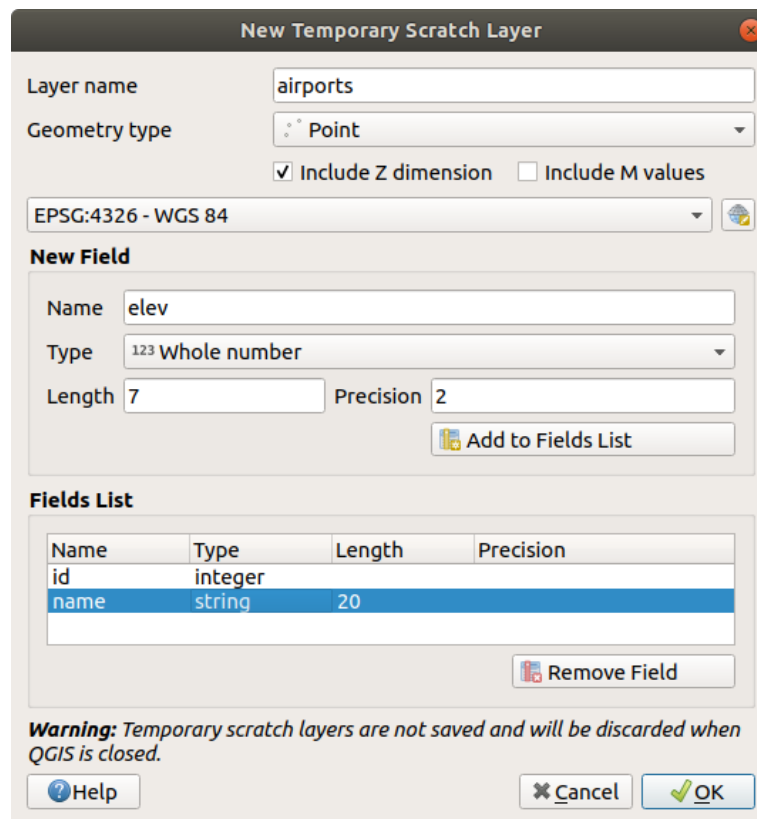 New Temporary Scratch Layer
Layer name airports
Geometry type Point
Include Z dimension Include M values
EPSG:4326 - WGS 84
New Field
Name elev
Type 123 Whole number
Length 7 Precision 2
Add to Fields List
Fields List
Name Type Length Precision
id integer
name string 20
Remove Field
Warning: Temporary scratch layers are not saved and will be discarded when
QGIS is closed.
?Help Cancel OK